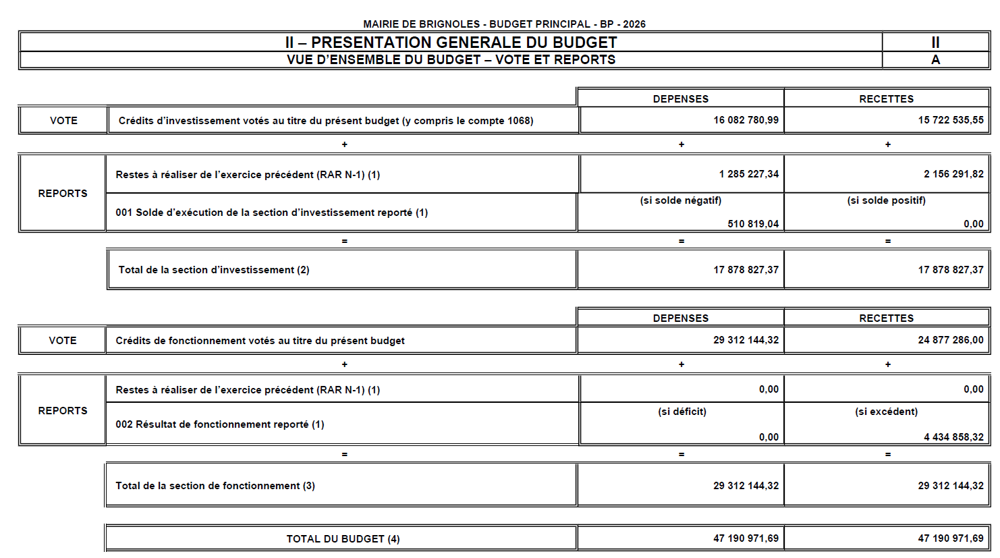 MAIRIE DE BRIGNOLES - BUDGET PRINCIPAL - BP - 2026
II – PRESENTATION GENERALE DU BUDGET II
VUE D’ENSEMBLE DU BUDGET – VOTE ET REPORTS A
DEPENSES RECETTES
VOTE Crédits d’investissement votés au titre du présent budget (y compris le compte 1068) 16 082 780,99 15 722 535,55
+ + +
REPORTS
Restes à réaliser de l’exercice précédent (RAR N-1) (1) 1 285 227,34 2 156 291,82
(si solde négatif) (si solde positif)
001 Solde d’exécution de la section d’investissement reporté (1)
510 819,04 0,00
= = =
Total de la section d’investissement (2) 17 878 827,37 17 878 827,37
DEPENSES RECETTES
VOTE Crédits de fonctionnement votés au titre du présent budget 29 312 144,32 24 877 286,00
+ + +
REPORTS
Restes à réaliser de l’exercice précédent (RAR N-1) (1) 0,00 0,00
(si déficit) (si excédent)
002 Résultat de fonctionnement reporté (1)
0,00 4 434 858,32
= = =
Total de la section de fonctionnement (3) 29 312 144,32 29 312 144,32
TOTAL DU BUDGET (4) 47 190 971,69 47 190 971,69